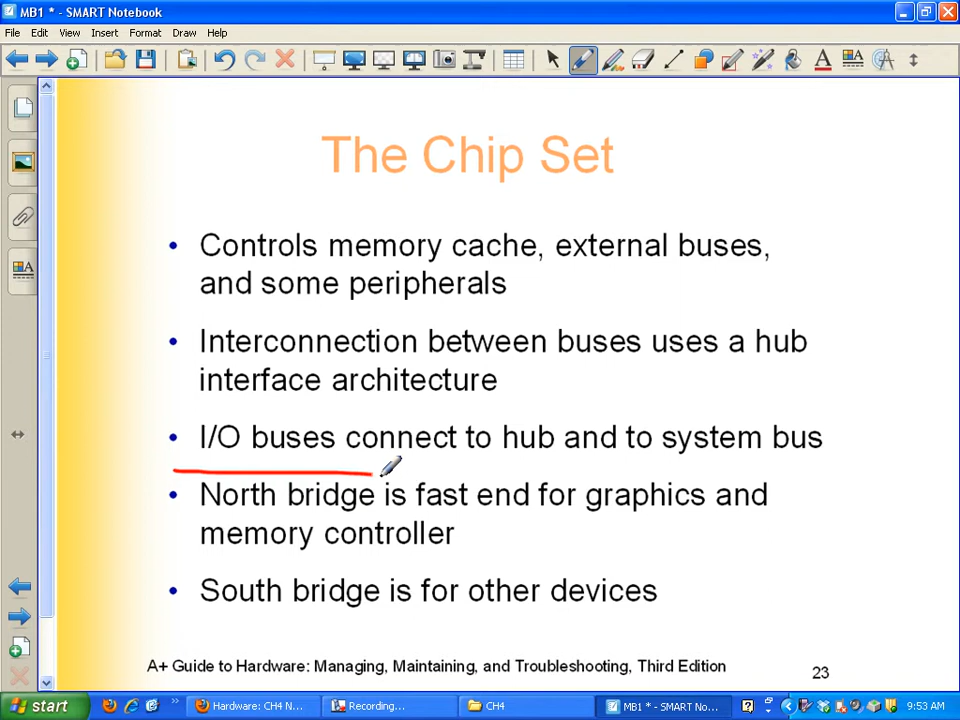 MB1 * - SMART Notebook
File Edit View Insert Format Draw Help
The Chip Set
• Controls memory cache, external buses,
and some peripherals
• Interconnection between buses uses a hub
interface architecture
• I/O buses connect to hub and to system bus
• North bridge is fast end for graphics and
memory controller
• South bridge is for other devices
A+ Guide to Hardware: Managing, Maintaining, and Troubleshooting, Third Edition
23
start Hardware: CH4 N... Recording... CH4 MB1 * - SMART No... 9:53 AM